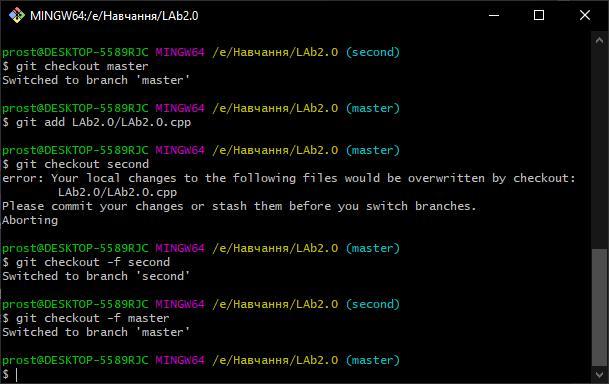 MINGW64:/e/Навчання/LAb2.0
prost@DESKTOP-5589RJC MINGW64 /e/Навчання/LAb2.0 (second)
$ git checkout master
Switched to branch 'master'
prost@DESKTOP-5589RJC MINGW64 /e/Навчання/LAb2.0 (master)
$ git add LAb2.0/LAb2.0.cpp
prost@DESKTOP-5589RJC MINGW64 /e/Навчання/LAb2.0 (master)
$ git checkout second
error: Your local changes to the following files would be overwritten by checkout:
        LAb2.0/LAb2.0.cpp
Please commit your changes or stash them before you switch branches.
Aborting
prost@DESKTOP-5589RJC MINGW64 /e/Навчання/LAb2.0 (master)
$ git checkout -f second
Switched to branch 'second'
prost@DESKTOP-5589RJC MINGW64 /e/Навчання/LAb2.0 (second)
$ git checkout -f master
Switched to branch 'master'
prost@DESKTOP-5589RJC MINGW64 /e/Навчання/LAb2.0 (master)
$